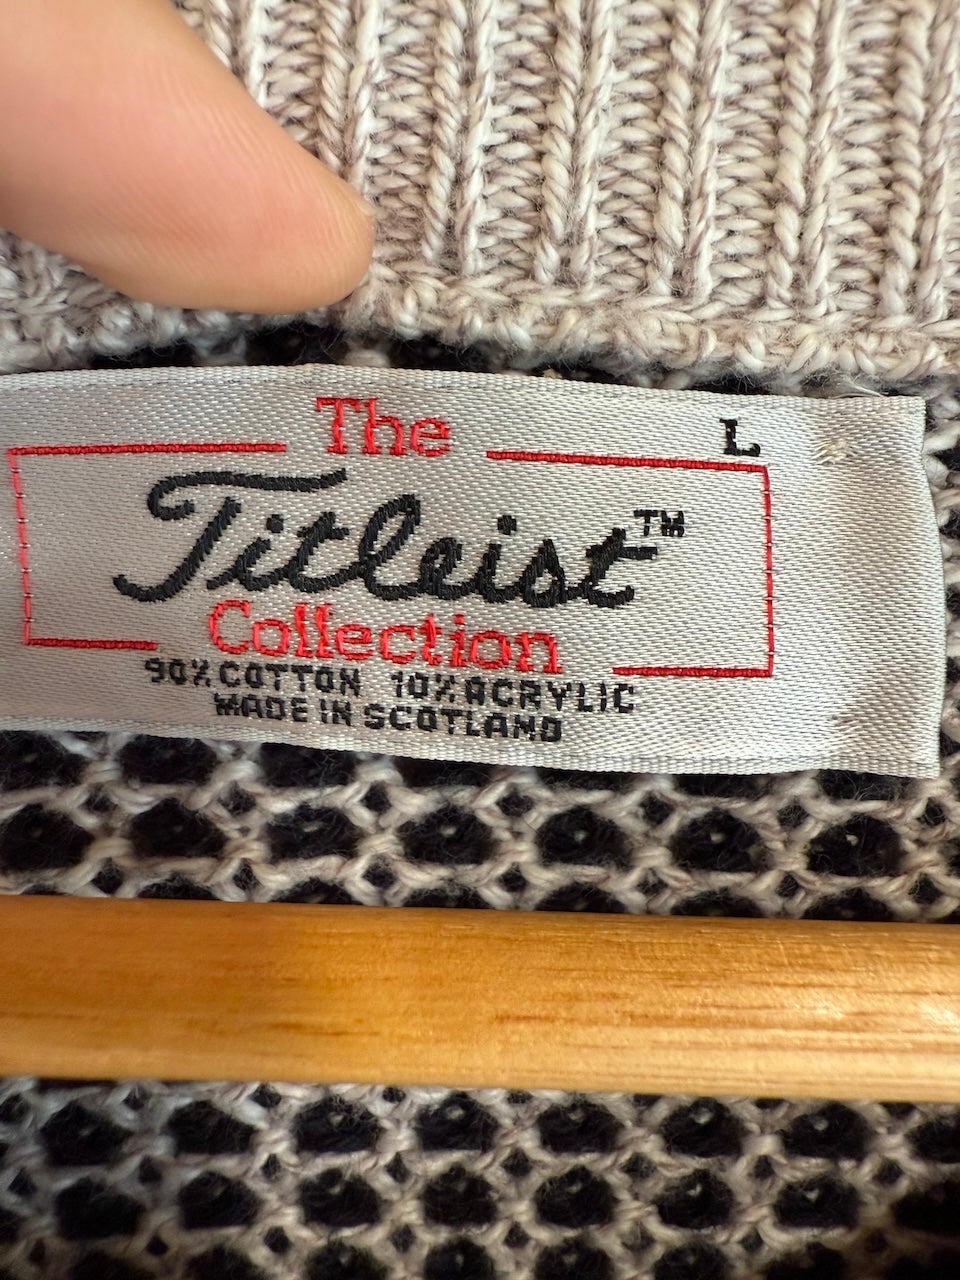 The
L
Titleist™
Collection
90% COTTON 10% ACRYLIC
MADE IN SCOTLAND